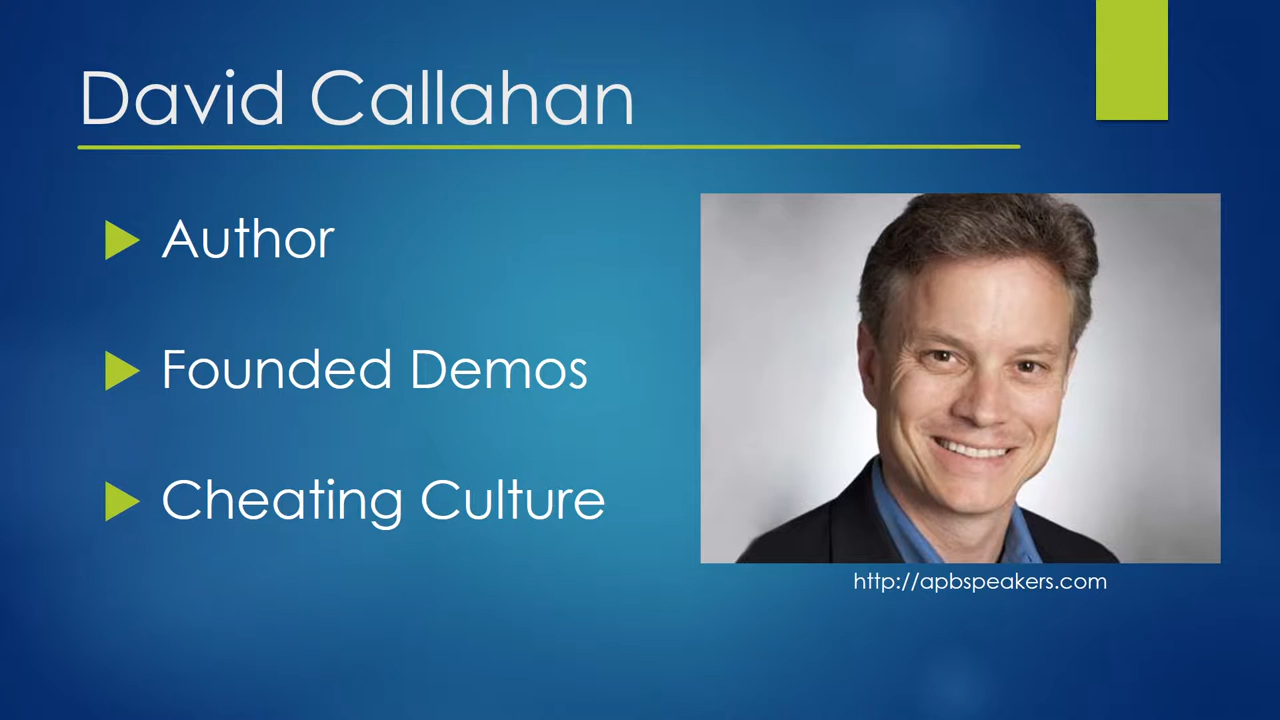 David Callahan
Author
Founded Demos
Cheating Culture
http://apbspeakers.com